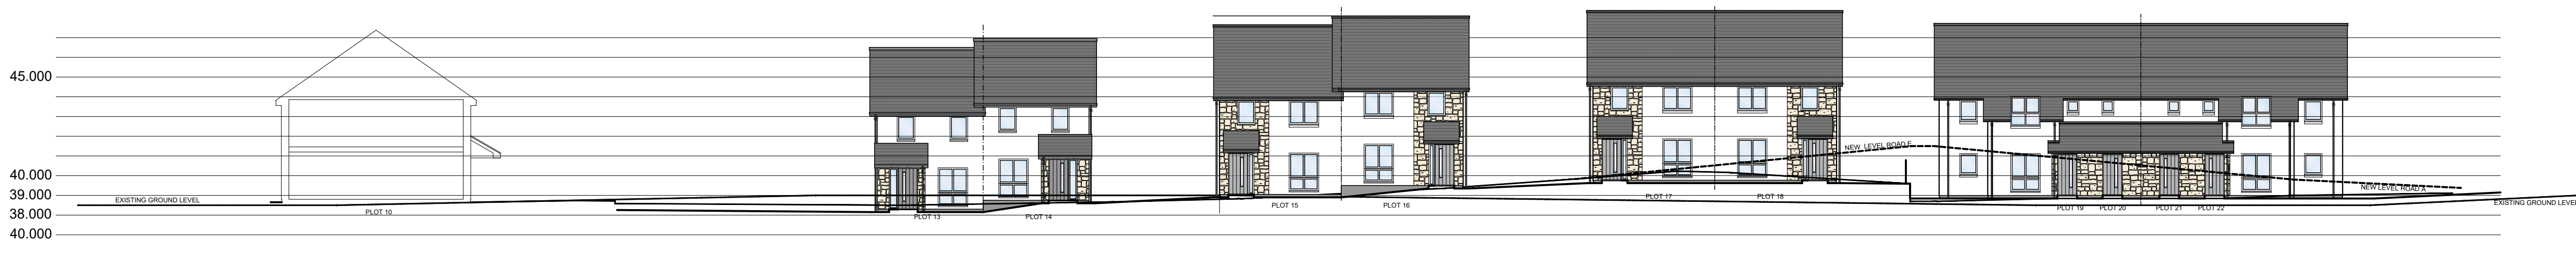 45.000
40.000
39.000
38.000
40.000
EXISTING GROUND LEVEL
PLOT 10
PLOT 13
PLOT 14
PLOT 15
PLOT 16
PLOT 17
PLOT 18
NEW LEVEL ROAD F
PLOT 19
PLOT 20
PLOT 21
PLOT 22
NEW LEVEL ROAD A
EXISTING GROUND LEVEL